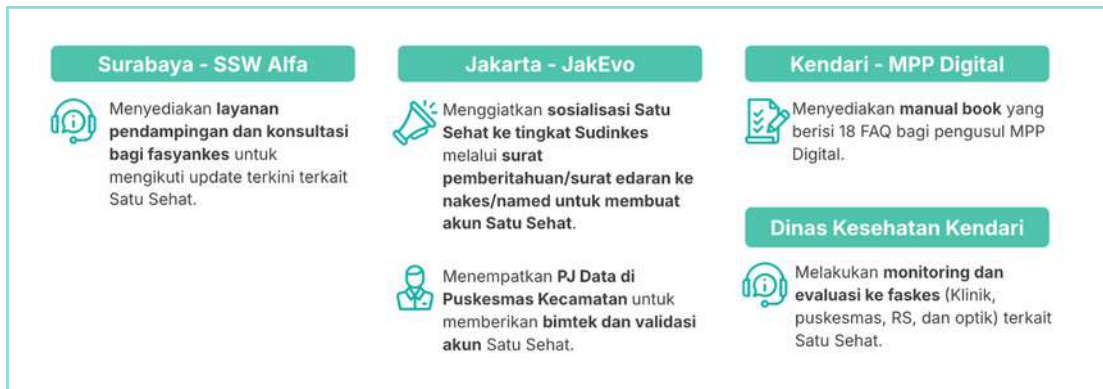 Surabaya - SSW Alfa
Menyediakan layanan
pendampingan dan konsultasi
bagi fasyankes untuk
mengikuti update terkini terkait
Satu Sehat.
Jakarta - JakEvo
Menggiatkan sosialisasi Satu
Sehat ke tingkat Sudinkes
melalui surat
pemberitahuan/surat edaran ke
nakes/named untuk membuat
akun Satu Sehat.
Menempatkan PJ Data di
Puskesmas Kecamatan untuk
memberikan bimtek dan validasi
akun Satu Sehat.
Kendari - MPP Digital
Menyediakan manual book yang
berisi 18 FAQ bagi pengusul MPP
Digital.
Dinas Kesehatan Kendari
Melakukan monitoring dan
evaluasi ke faskes (Klinik,
puskesmas, RS, dan optik) terkait
Satu Sehat.